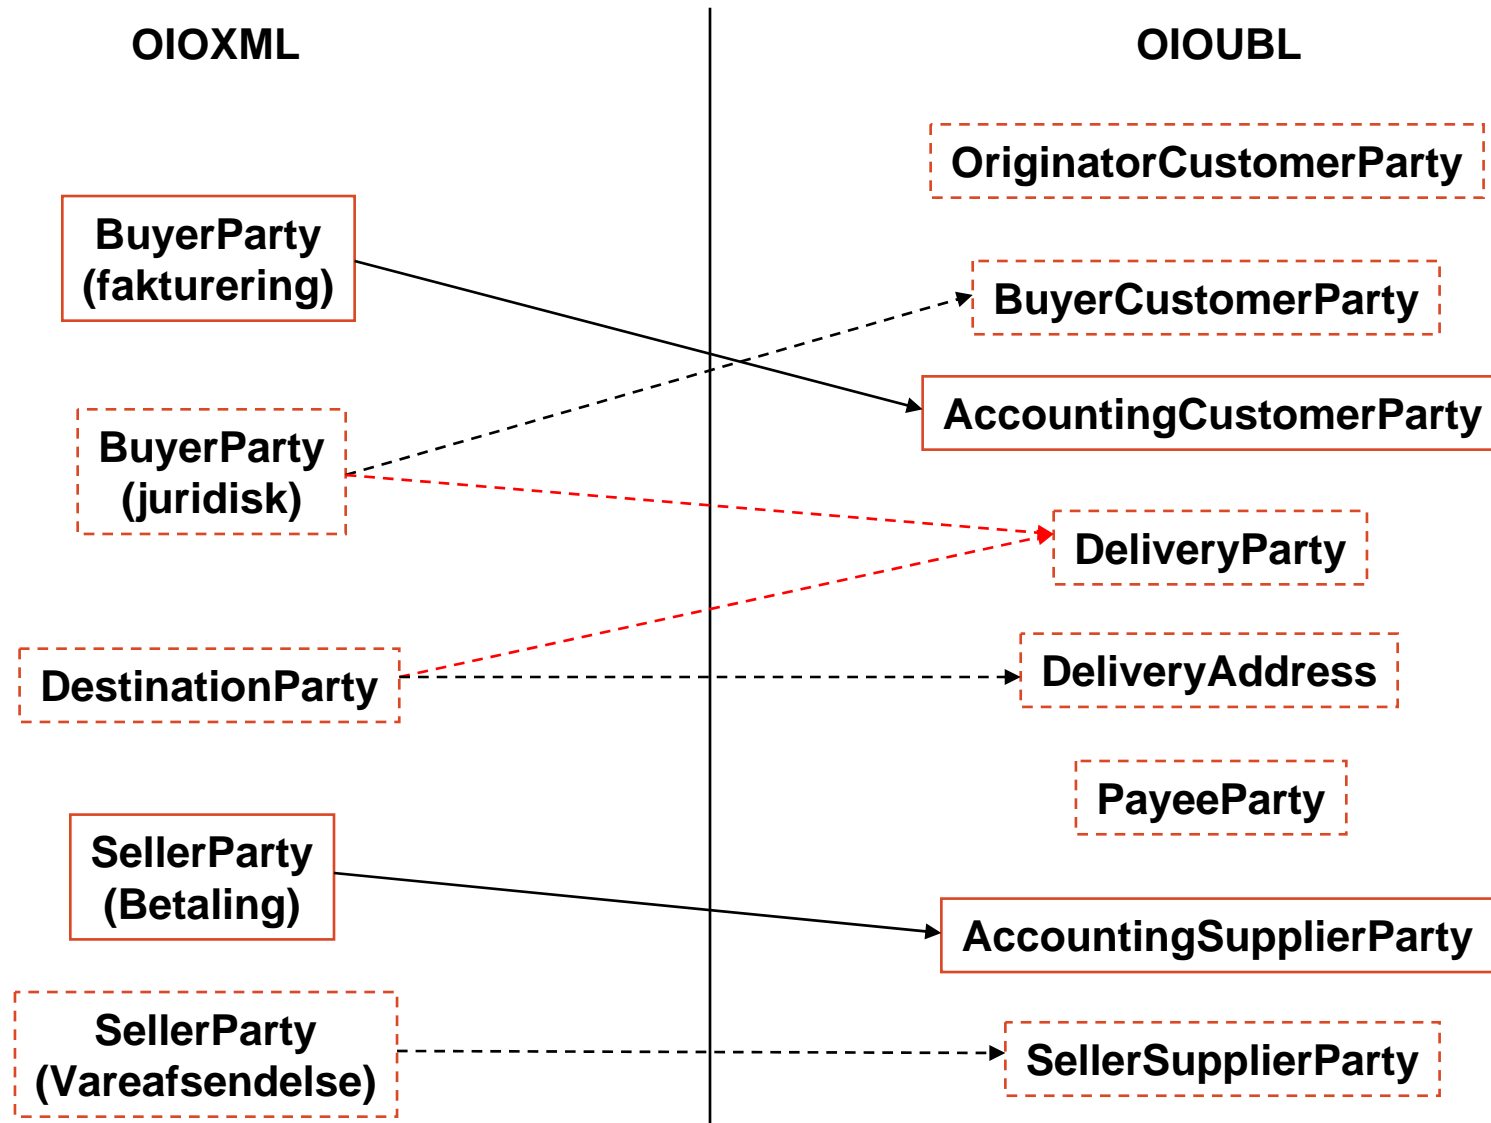 OIOXML
BuyerParty
(fakturering)
BuyerParty
(juridisk)
DestinationParty
SellerParty
(Betaling)
SellerParty
(Vareafsendelse)
OIOUBL
OriginatorCustomerParty
BuyerCustomerParty
AccountingCustomerParty
DeliveryParty
DeliveryAddress
PayeeParty
AccountingSupplierParty
SellerSupplierParty